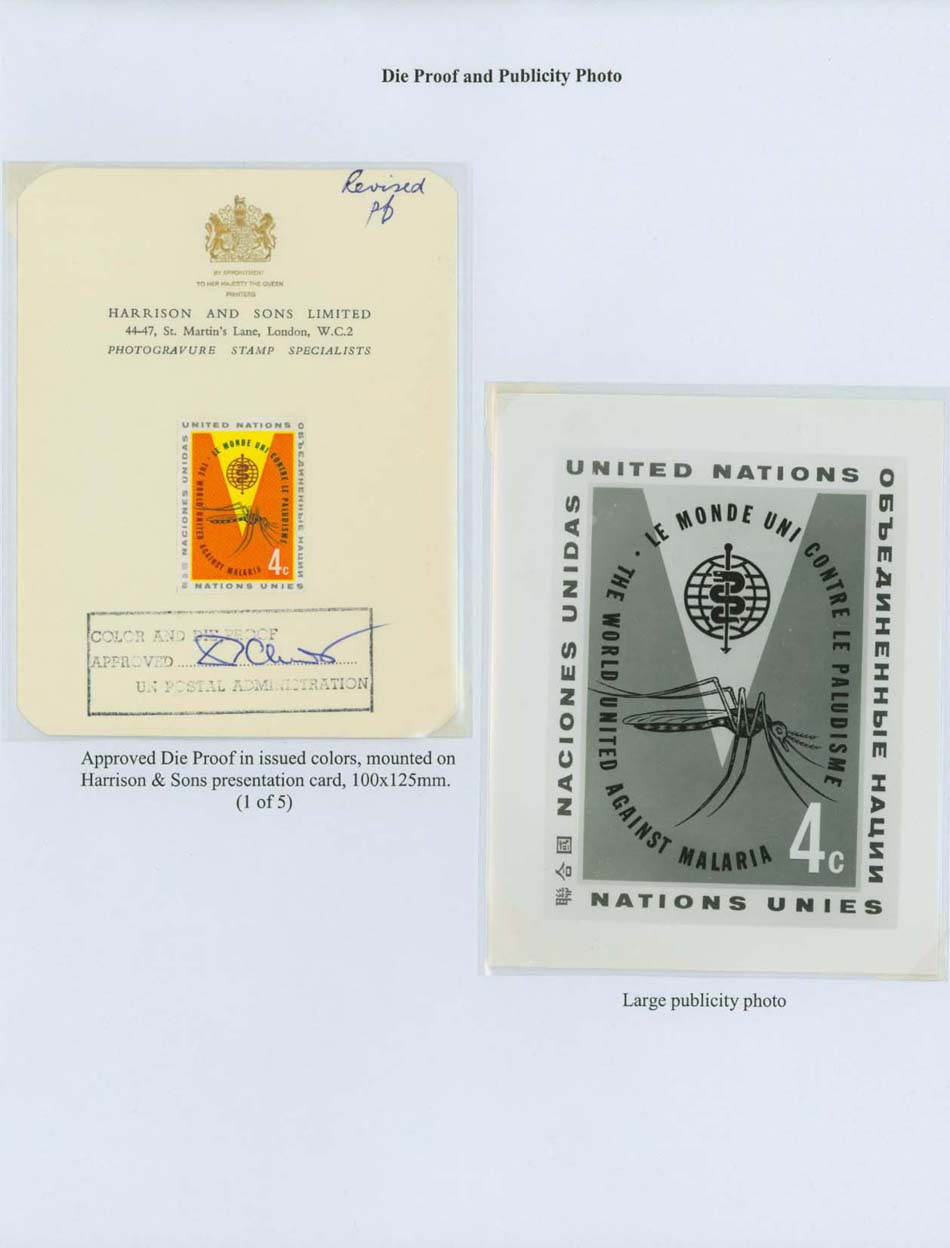 Die Proof and Publicity Photo
Revised
pf
BY APPOINTMENT
TO HER MAJESTY THE QUEEN
PRINTERS
HARRISON AND SONS LIMITED
44-47, St. Martin's Lane, London, W.C.2
PHOTOGRAVURE STAMP SPECIALISTS
UNITED NATIONS
NACIONES UNIDAS
ОБЪЕДИНЕННЫЕ НАЦИИ
· LE MONDE UNI CONTRE LE PALUDISME
THE WORLD UNITED AGAINST MALARIA
4c
NATIONS UNIES
COLOR AND DIE PROOF
APPROVED
UN POSTAL ADMINISTRATION
Approved Die Proof in issued colors, mounted on
Harrison & Sons presentation card, 100x125mm.
(1 of 5)
UNITED NATIONS
聯合國 NACIONES UNIDAS
ОБЪЕДИНЕННЫЕ НАЦИИ
· LE MONDE UNI CONTRE LE PALUDISME
THE WORLD UNITED AGAINST MALARIA
4c
NATIONS UNIES
Large publicity photo